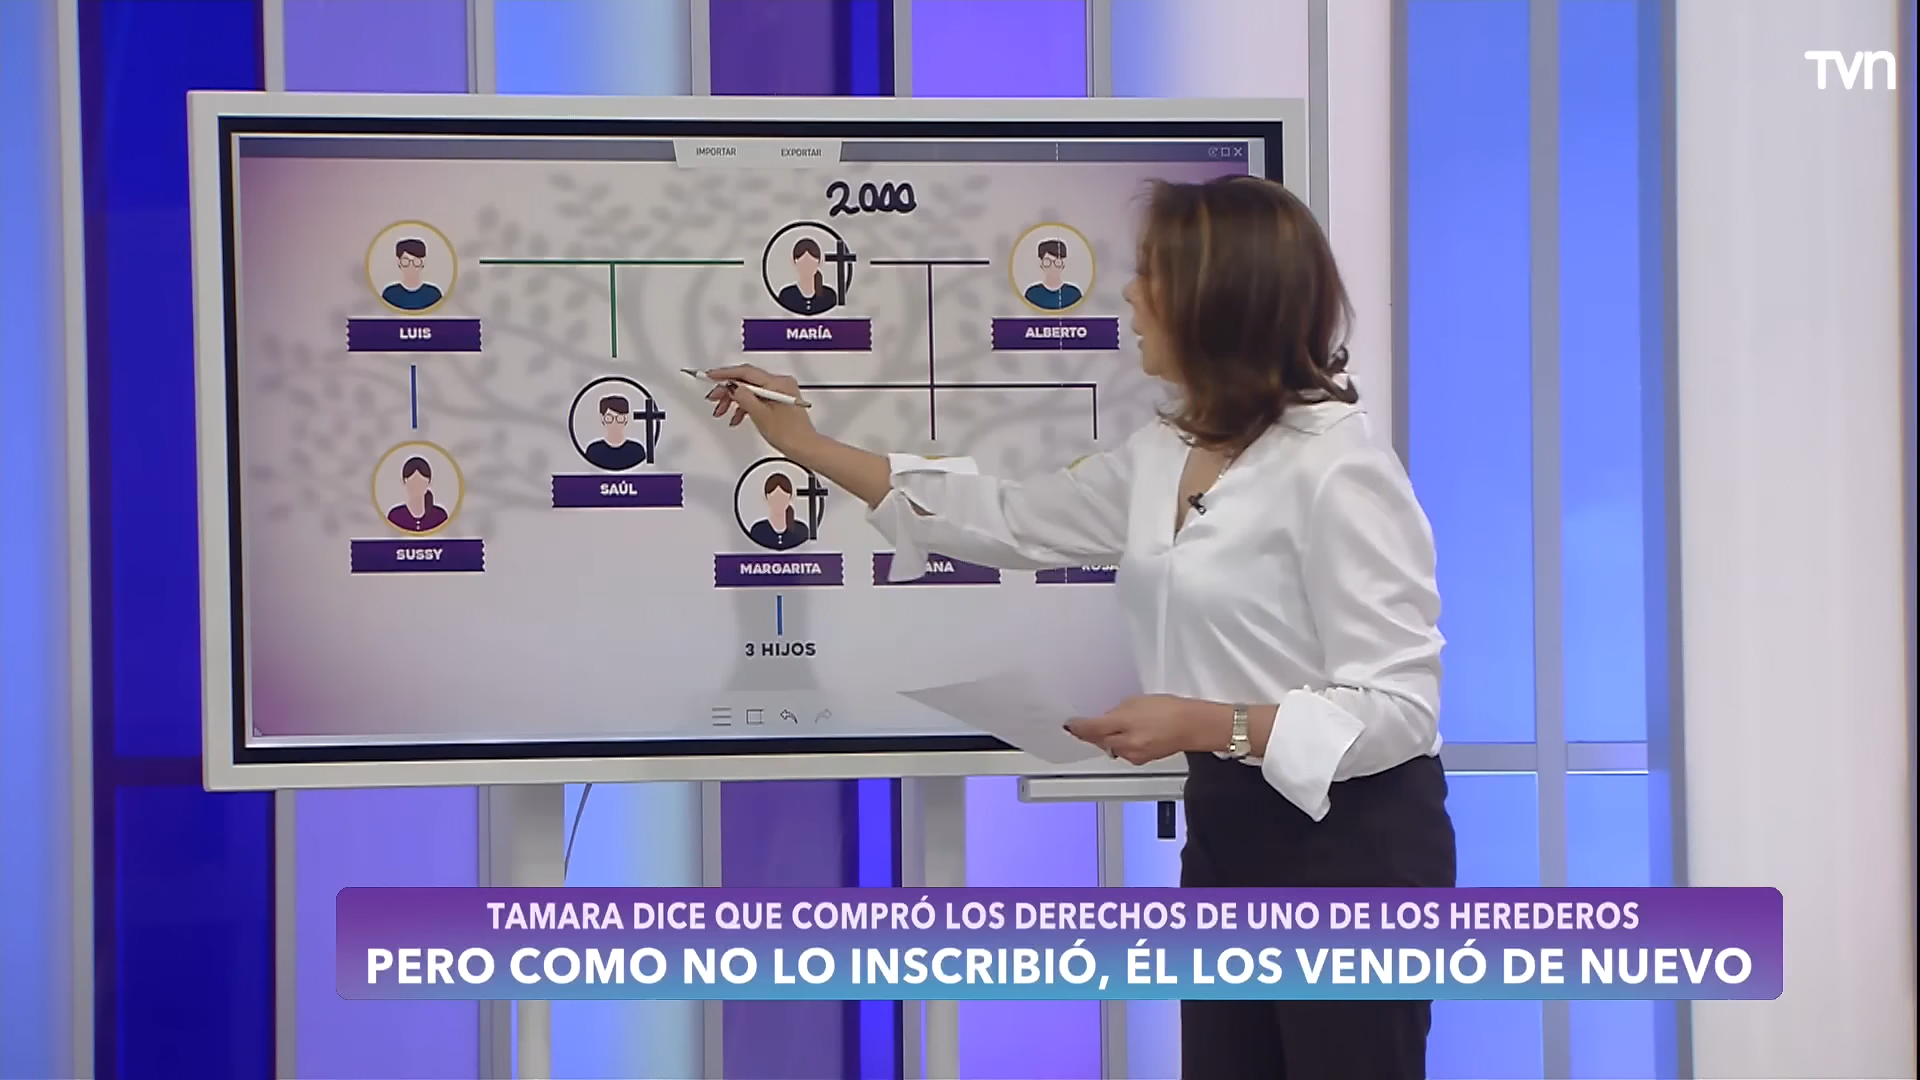 TVN
IMPORTAR EXPORTAR
2000
LUIS
MARÍA
ALBERTO
SAÚL
SUSSY
MARGARITA
ANA
3 HIJOS
TAMARA DICE QUE COMPRÓ LOS DERECHOS DE UNO DE LOS HEREDEROS
PERO COMO NO LO INSCRIBIÓ, ÉL LOS VENDIÓ DE NUEVO